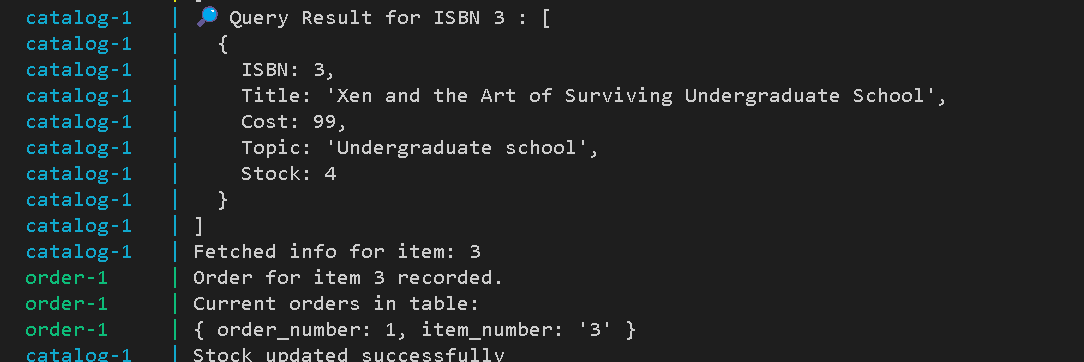 catalog-1 | 🔎 Query Result for ISBN 3 : [
catalog-1 | {
catalog-1 | ISBN: 3,
catalog-1 | Title: 'Xen and the Art of Surviving Undergraduate School',
catalog-1 | Cost: 99,
catalog-1 | Topic: 'Undergraduate school',
catalog-1 | Stock: 4
catalog-1 | }
catalog-1 | ]
catalog-1 | Fetched info for item: 3
order-1 | Order for item 3 recorded.
order-1 | Current orders in table:
order-1 | { order_number: 1, item_number: '3' }
catalog-1 | Stock updated successfully